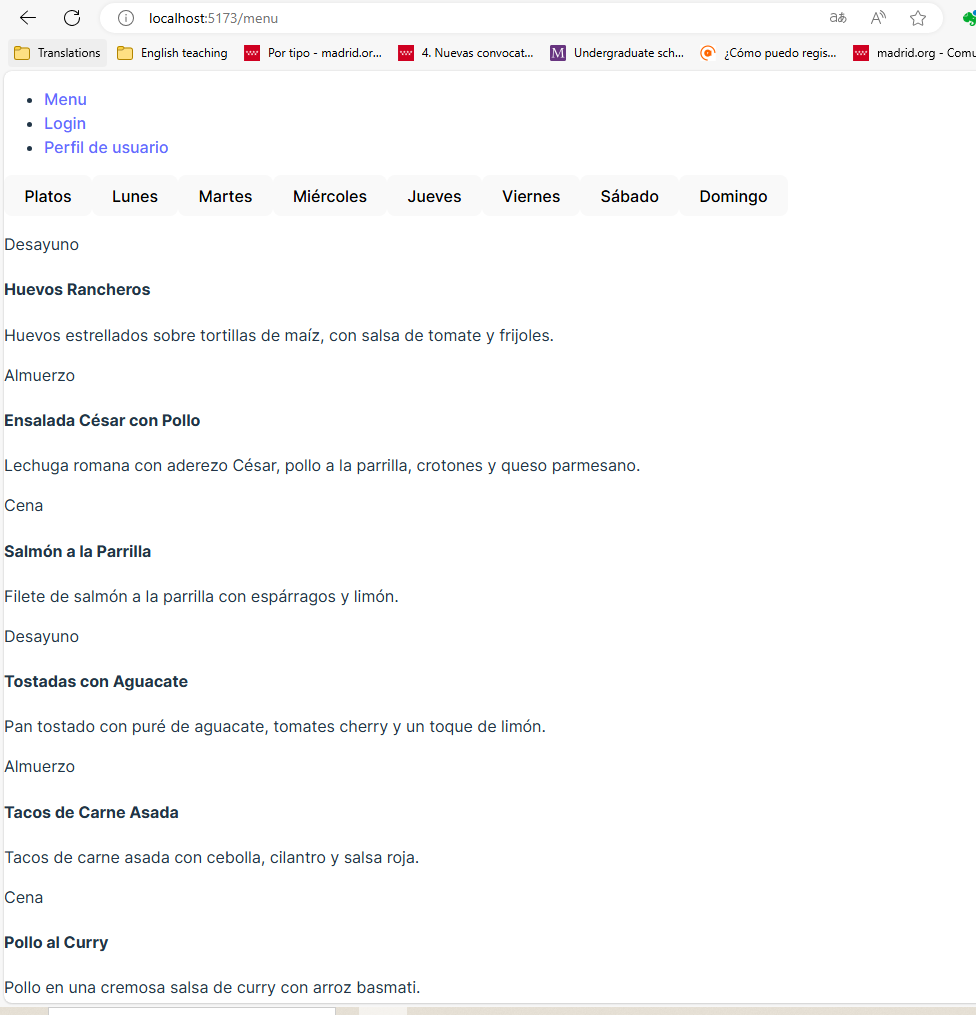 localhost:5173/menu
Translations English teaching Por tipo - madrid.or... 4. Nuevas convocat... M Undergraduate sch... ¿Cómo puedo regis... madrid.org - Comu
Menu
Login
Perfil de usuario
Platos Lunes Martes Miércoles Jueves Viernes Sábado Domingo
Desayuno
Huevos Rancheros
Huevos estrellados sobre tortillas de maíz, con salsa de tomate y frijoles.
Almuerzo
Ensalada César con Pollo
Lechuga romana con aderezo César, pollo a la parrilla, crotones y queso parmesano.
Cena
Salmón a la Parrilla
Filete de salmón a la parrilla con espárragos y limón.
Desayuno
Tostadas con Aguacate
Pan tostado con puré de aguacate, tomates cherry y un toque de limón.
Almuerzo
Tacos de Carne Asada
Tacos de carne asada con cebolla, cilantro y salsa roja.
Cena
Pollo al Curry
Pollo en una cremosa salsa de curry con arroz basmati.